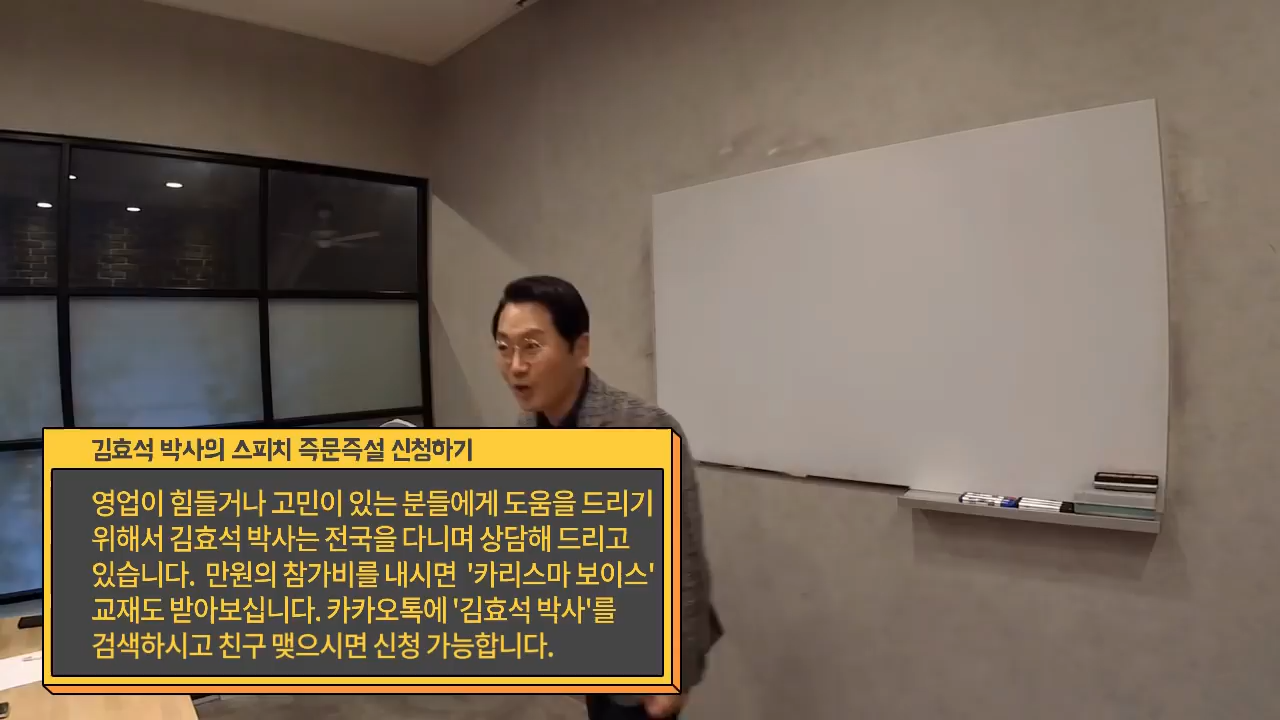 김효석 박사의 스피치 즉문즉설 신청하기
영업이 힘들거나 고민이 있는 분들에게 도움을 드리기
위해서 김효석 박사는 전국을 다니며 상담해 드리고
있습니다. 만원의 참가비를 내시면 '카리스마 보이스'
교재도 받아보십니다. 카카오톡에 '김효석 박사'를
검색하시고 친구 맺으시면 신청 가능합니다.